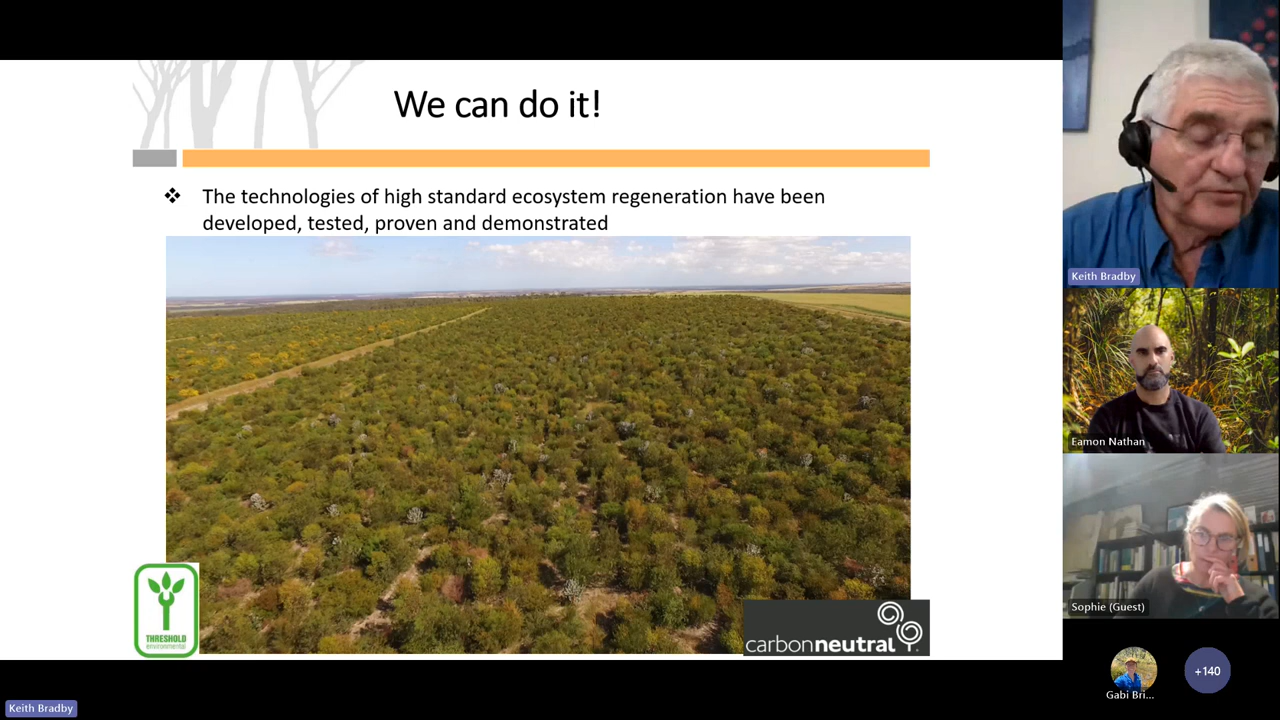 We can do it!
❖ The technologies of high standard ecosystem regeneration have been
developed, tested, proven and demonstrated
THRESHOLD
environmental
carbonneutral
Keith Bradby
Eamon Nathan
Sophie (Guest)
Gabi Bri...
+140
Keith Bradby